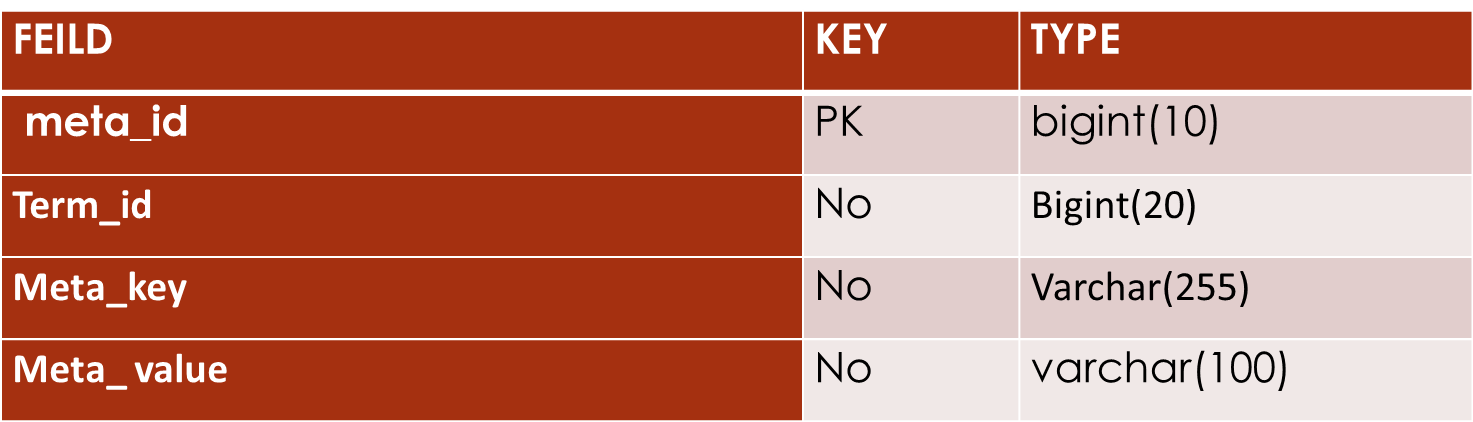 FEILD KEY TYPE
meta_id PK bigint(10)
Term_id No Bigint(20)
Meta_key No Varchar(255)
Meta_ value No varchar(100)